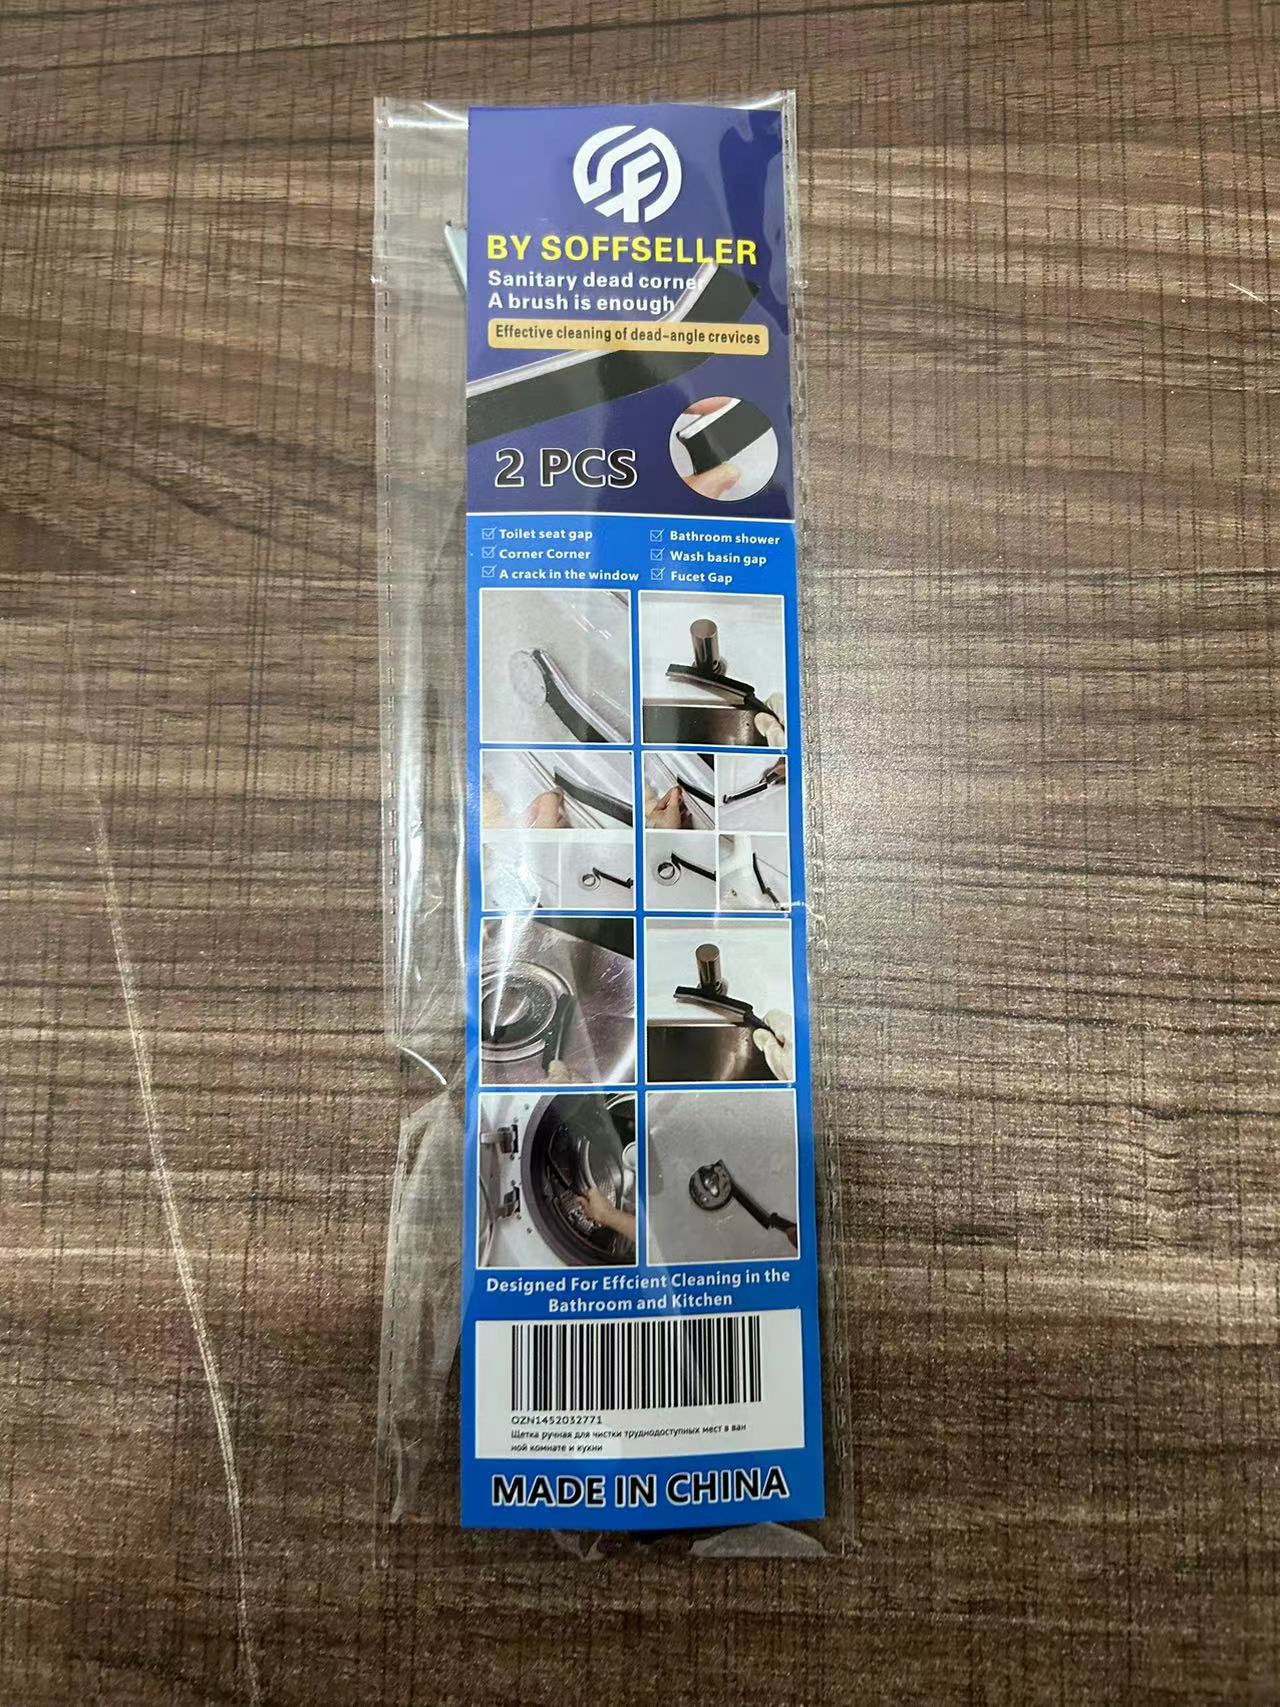 SF
BY SOFFSELLER
Sanitary dead corner
A brush is enough
Effective cleaning of dead-angle crevices
2 PCS
Toilet seat gap
Corner Corner
A crack in the window
Bathroom shower
Wash basin gap
Fucet Gap
Designed For Effcient Cleaning in the
Bathroom and Kitchen
OZN1452032771
Щетка ручная для чистки труднодоступных мест в ван
ной комнате и кухни
MADE IN CHINA